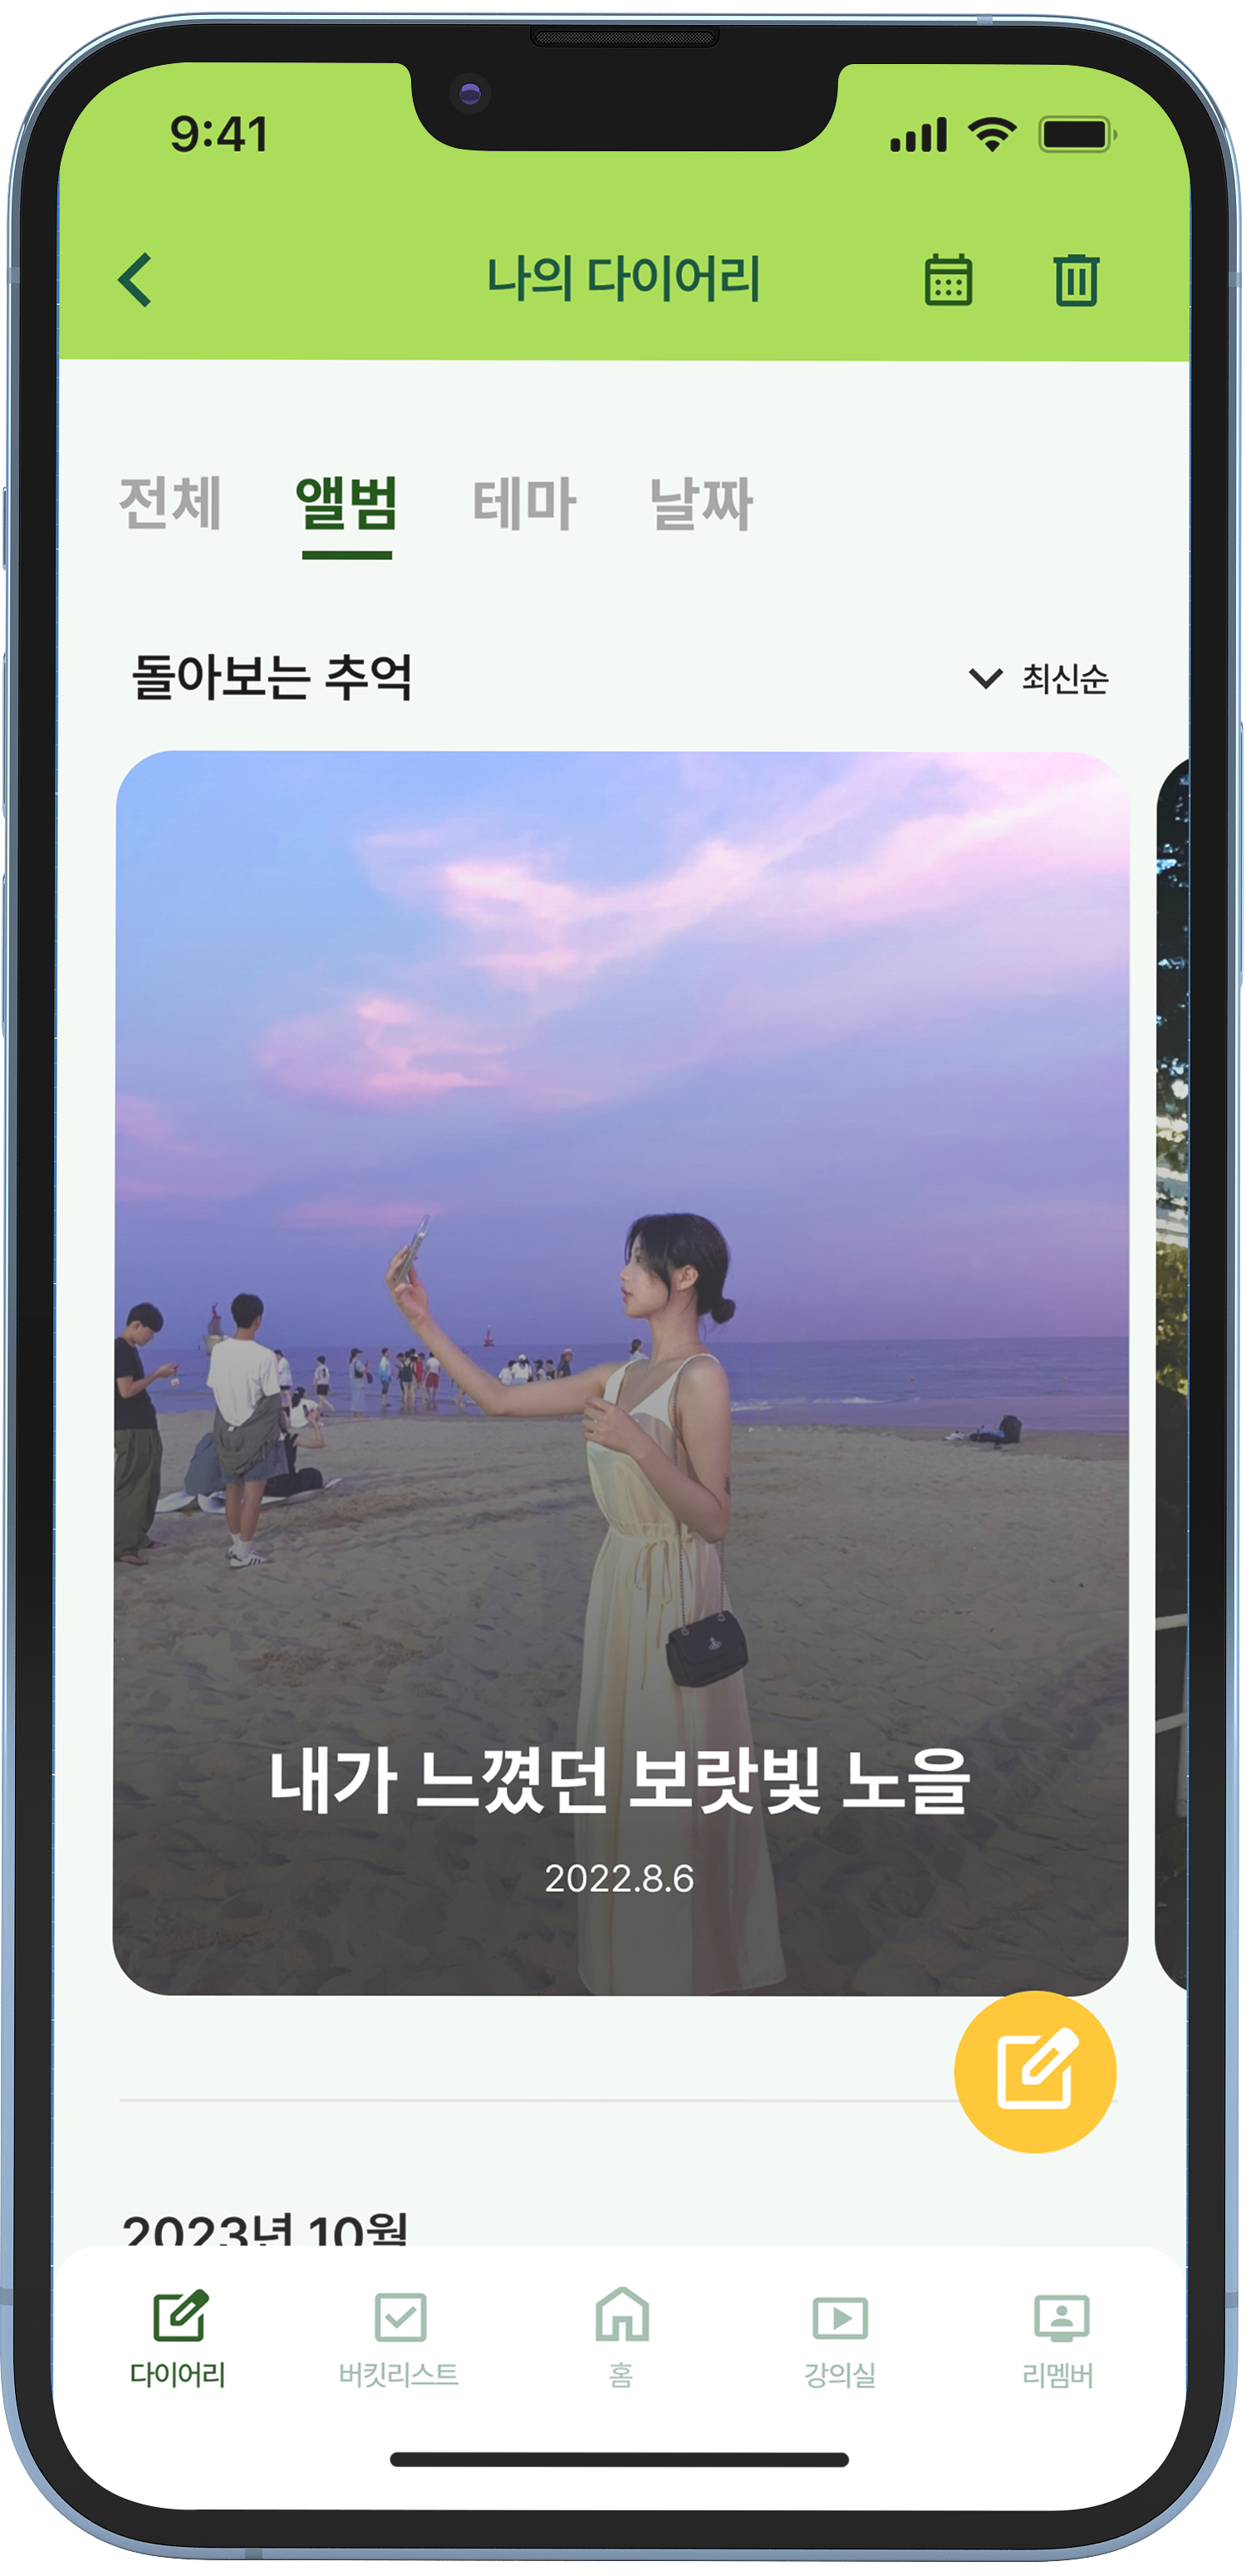 9:41
나의 다이어리
전체 앨범 테마 날짜
돌아보는 추억 최신순
내가 느꼈던 보랏빛 노을
2022.8.6
2023년 10월
다이어리 버킷리스트 홈 강의실 리멤버